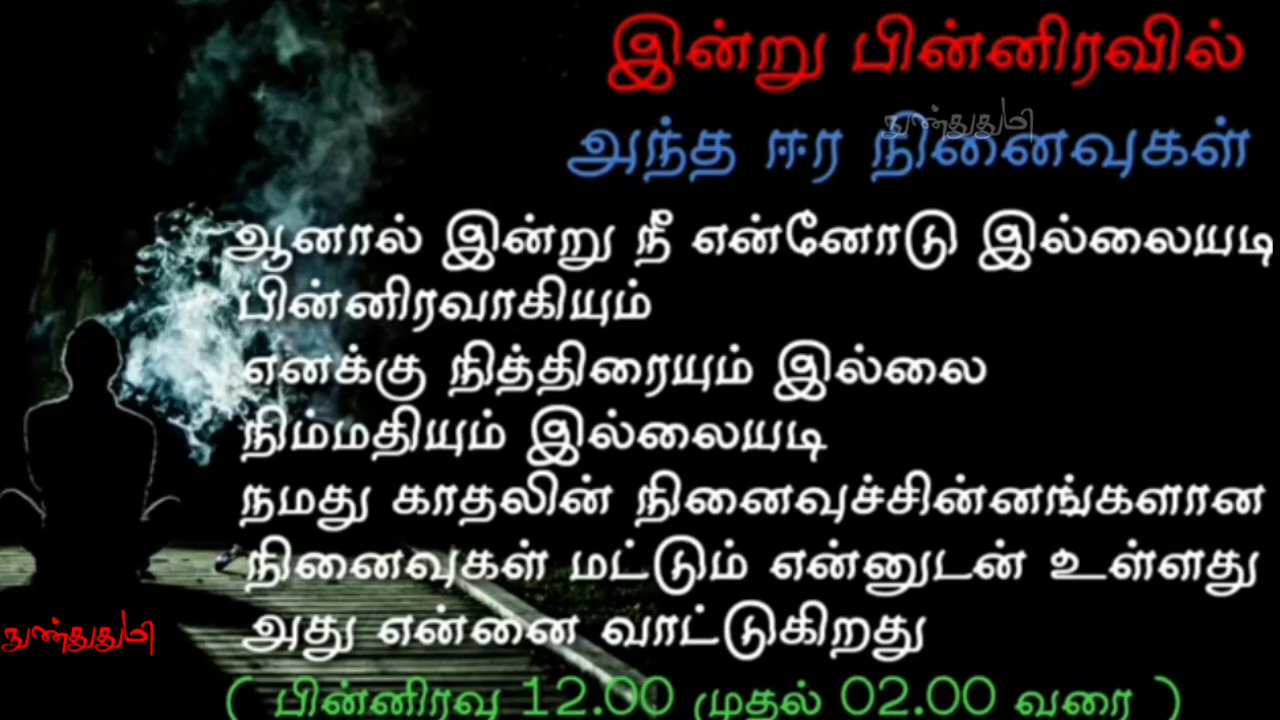 இன்று பின்னிரவில்
அந்த ஈர நினைவுகள்
ஆனால் இன்று நீ என்னோடு இல்லையடி
பின்னிரவாகியும்
எனக்கு நித்திரையும் இல்லை
நிம்மதியும் இல்லையடி
நமது காதலின் நினைவுச்சின்னங்களான
நினைவுகள் மட்டும் என்னுடன் உள்ளது
அது என்னை வாட்டுகிறது
( பின்னிரவு 12.00 முதல் 02.00 வரை )